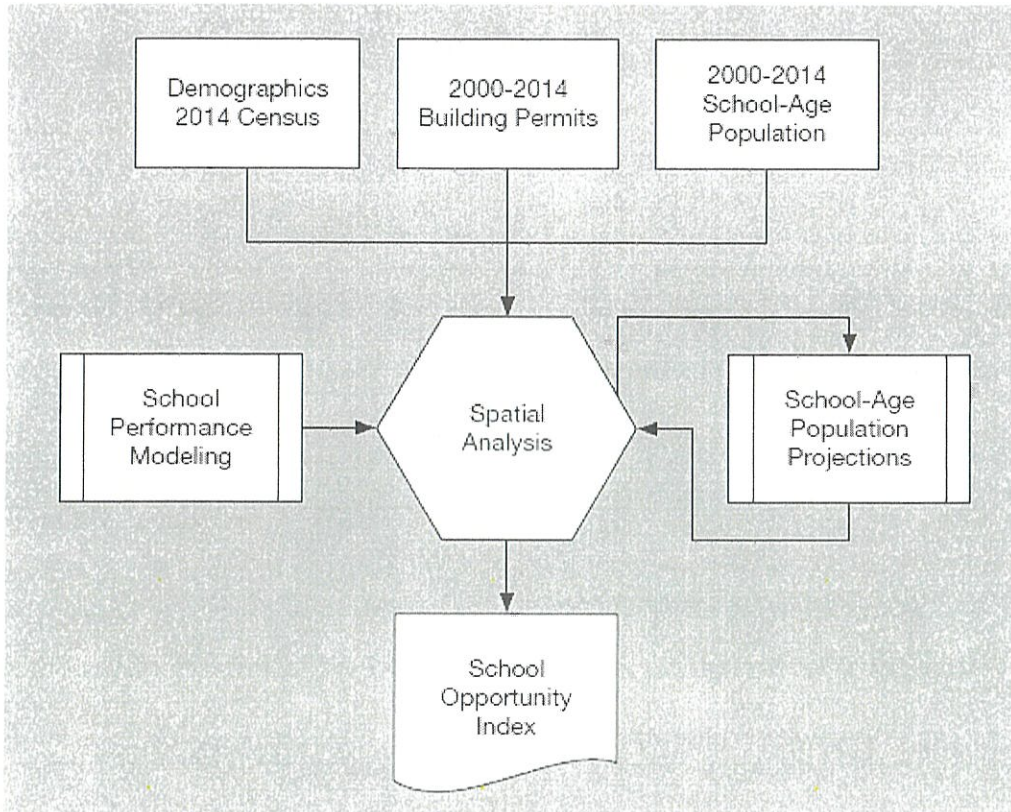 Demographics
2014 Census
2000-2014
Building Permits
2000-2014
School-Age
Population
School
Performance
Modeling
Spatial
Analysis
School-Age
Population
Projections
School
Opportunity
Index